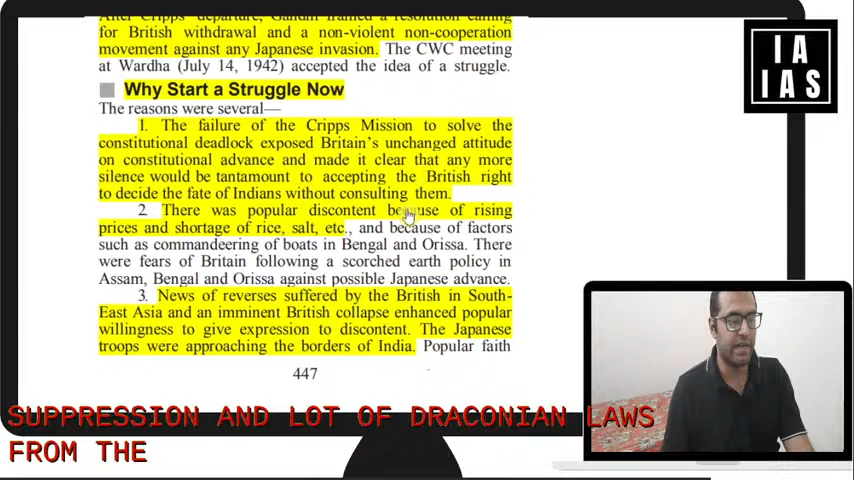 After Cripps' departure, Gandhi framed a resolution calling
for British withdrawal and a non-violent non-cooperation
movement against any Japanese invasion. The CWC meeting
at Wardha (July 14, 1942) accepted the idea of a struggle.
Why Start a Struggle Now
The reasons were several—
1. The failure of the Cripps Mission to solve the
constitutional deadlock exposed Britain's unchanged attitude
on constitutional advance and made it clear that any more
silence would be tantamount to accepting the British right
to decide the fate of Indians without consulting them.
2. There was popular discontent because of rising
prices and shortage of rice, salt, etc., and because of factors
such as commandeering of boats in Bengal and Orissa. There
were fears of Britain following a scorched earth policy in
Assam, Bengal and Orissa against possible Japanese advance.
3. News of reverses suffered by the British in South-
East Asia and an imminent British collapse enhanced popular
willingness to give expression to discontent. The Japanese
troops were approaching the borders of India. Popular faith
447
IA
IAS
SUPPRESSION AND LOT OF DRACONIAN LAWS
FROM THE